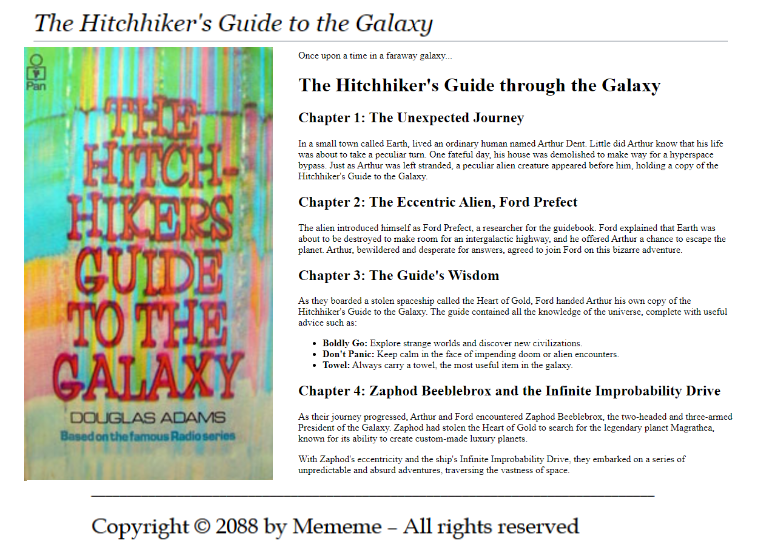 The Hitchhiker's Guide to the Galaxy
Pan
THE
HITCH-
HIKERS
GUIDE
TO THE
GALAXY
DOUGLAS ADAMS
Based on the famous Radio series
Once upon a time in a faraway galaxy...
The Hitchhiker's Guide through the Galaxy
Chapter 1: The Unexpected Journey
In a small town called Earth, lived an ordinary human named Arthur Dent. Little did Arthur know that his life
was about to take a peculiar turn. One fateful day, his house was demolished to make way for a hyperspace
bypass. Just as Arthur was left stranded, a peculiar alien creature appeared before him, holding a copy of the
Hitchhiker's Guide to the Galaxy.
Chapter 2: The Eccentric Alien, Ford Prefect
The alien introduced himself as Ford Prefect, a researcher for the guidebook. Ford explained that Earth was
about to be destroyed to make room for an intergalactic highway, and he offered Arthur a chance to escape the
planet. Arthur, bewildered and desperate for answers, agreed to join Ford on this bizarre adventure.
Chapter 3: The Guide's Wisdom
As they boarded a stolen spaceship called the Heart of Gold, Ford handed Arthur his own copy of the
Hitchhiker's Guide to the Galaxy. The guide contained all the knowledge of the universe, complete with useful
advice such as:
• Boldly Go: Explore strange worlds and discover new civilizations.
• Don't Panic: Keep calm in the face of impending doom or alien encounters.
• Towel: Always carry a towel, the most useful item in the galaxy.
Chapter 4: Zaphod Beeblebrox and the Infinite Improbability Drive
As their journey progressed, Arthur and Ford encountered Zaphod Beeblebrox, the two-headed and three-armed
President of the Galaxy. Zaphod had stolen the Heart of Gold to search for the legendary planet Magrathea,
known for its ability to create custom-made luxury planets.
With Zaphod's eccentricity and the ship's Infinite Improbability Drive, they embarked on a series of
unpredictable and absurd adventures, traversing the vastness of space.
Copyright © 2088 by Mememe – All rights reserved